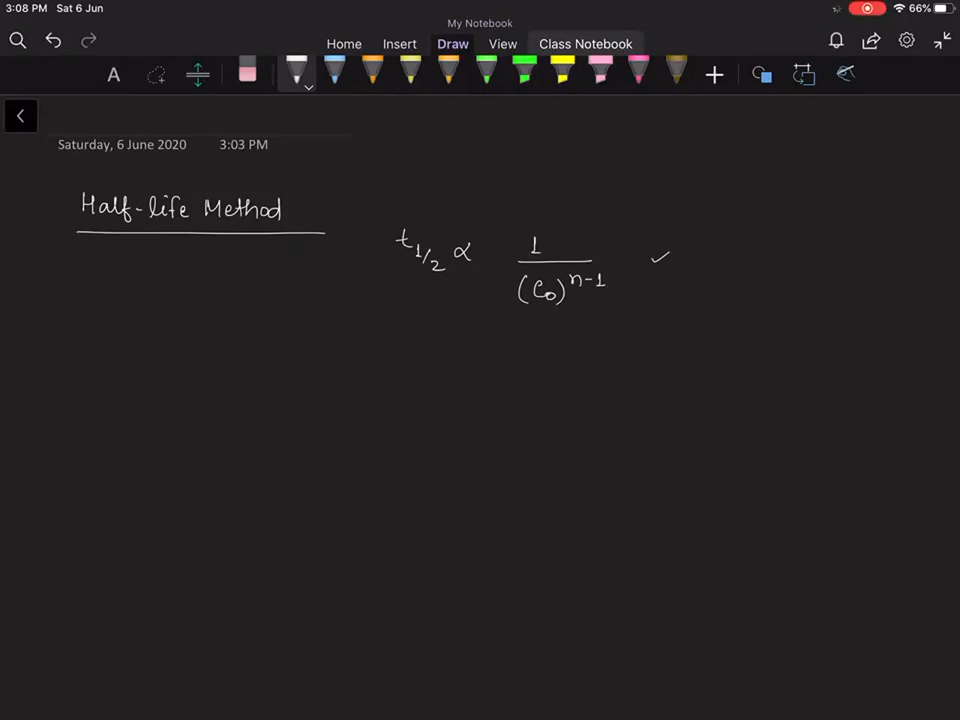 3:08 PM Sat 6 Jun 66%
My Notebook
Home Insert Draw View Class Notebook
A
Saturday, 6 June 2020 3:03 PM
Half-life Method
t1/2 ∝ 1/(C0)^n-1 ✓